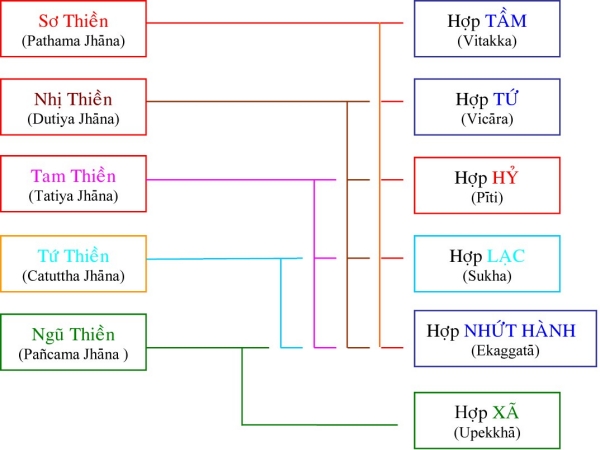 Sơ Thiền
(Pathama Jhāna)
Hợp TẦM
(Vitakka)
Nhị Thiền
(Dutiya Jhāna)
Hợp TỨ
(Vicāra)
Tam Thiền
(Tatiya Jhāna)
Hợp HỶ
(Pīti)
Tứ Thiền
(Catuttha Jhāna)
Hợp LẠC
(Sukha)
Ngũ Thiền
(Pañcama Jhāna )
Hợp NHỨT HÀNH
(Ekaggatā)
Hợp XÃ
(Upekkhā)